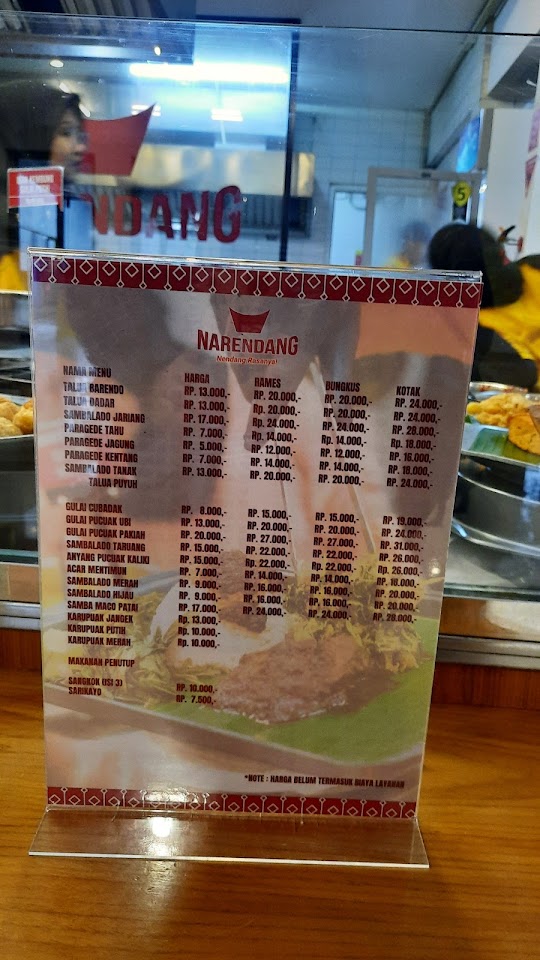 NDANG
5
NARENDANG
Nendang Rasanya!
NAMA MENU HARGA RAMES BUNGKUS KOTAK
TALUA BARENDO RP. 13.000,- RP. 20.000,- RP. 20.000,- RP. 24.000,-
TALUA DADAR RP. 13.000,- Rp. 20.000,- RP. 20.000,- RP. 24.000,-
SAMBALADO JARIANG RP. 17.000,- Rp. 24.000,- Rp. 24.000,- RP. 28.000,-
PARAGEDE TAHU RP. 7.000,- Rp. 14.000,- Rp. 14.000,- Rp. 18.000,-
PARAGEDE JAGUNG RP. 5.000,- RP. 12.000,- RP. 12.000,- RP. 16.000,-
PARAGEDE KENTANG RP. 7.000,- RP. 14.000,- RP. 14.000,- RP. 18.000,-
SAMBALADO TANAK RP. 13.000,- RP. 20.000,- RP. 20.000,- RP. 24.000,-
TALUA PUYUH
GULAI CUBADAK RP. 8.000,- RP. 15.000,- RP. 15.000,- RP. 19.000,-
GULAI PUCUAK UBI RP. 13.000,- RP. 20.000,- RP. 20.000,- RP. 24.000,-
GULAI PUCUAK PAKIAH RP. 20.000,- RP. 27.000,- RP. 27.000,- RP. 31.000,-
SAMBALADO TARUANG RP. 15.000,- RP. 22.000,- RP. 22.000,- RP. 26.000,-
ANYANG PUCUAK KALIKI RP. 15.000,- RP. 22.000,- Rp. 22.000,- Rp. 26.000,-
ACAR MENTIMUN RP. 7.000,- RP. 14.000,- RP. 14.000,- RP. 18.000,-
SAMBALADO MERAH RP. 9.000,- RP. 16.000,- RP. 16.000,- RP. 20.000,-
SAMBALADO HIJAU RP. 9.000,- RP. 16.000,- RP. 16.000,- RP. 20.000,-
SAMBA MACO PATAI RP. 17.000,- RP. 24,000,- RP. 24.000,- RP. 28.000,-
KARUPUAK JANGEK RP. 13.000,-
KARUPUAK PUTIH Rp. 10.000,-
KARUPUAK MERAH RP. 10.000,-
MAKANAN PENUTUP
SANGKOK (ISI 3) RP. 10.000,-
SARIKAYO RP. 7.500,-
*NOTE : HARGA BELUM TERMASUK BIAYA LAYANAN